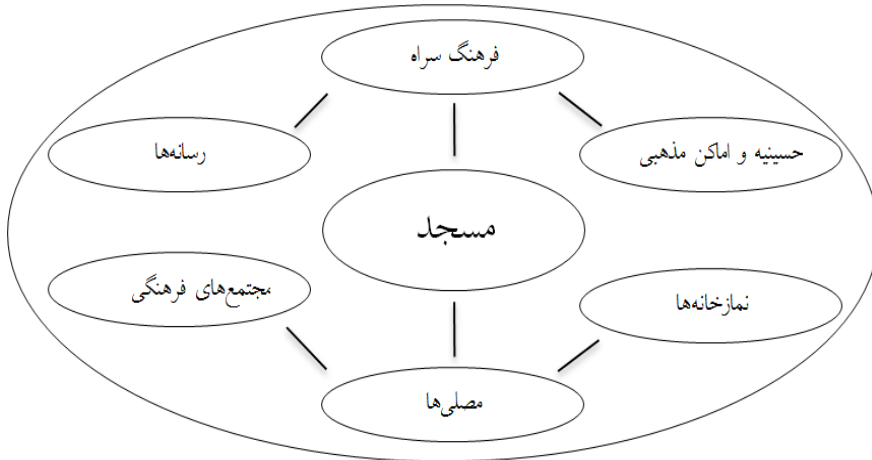 فرهنگ سراه
حسینیه و اماکن مذهبی
رسانه‌ها
مسجد
نمازخانه‌ها
مجتمع‌های فرهنگی
مصلی‌ها